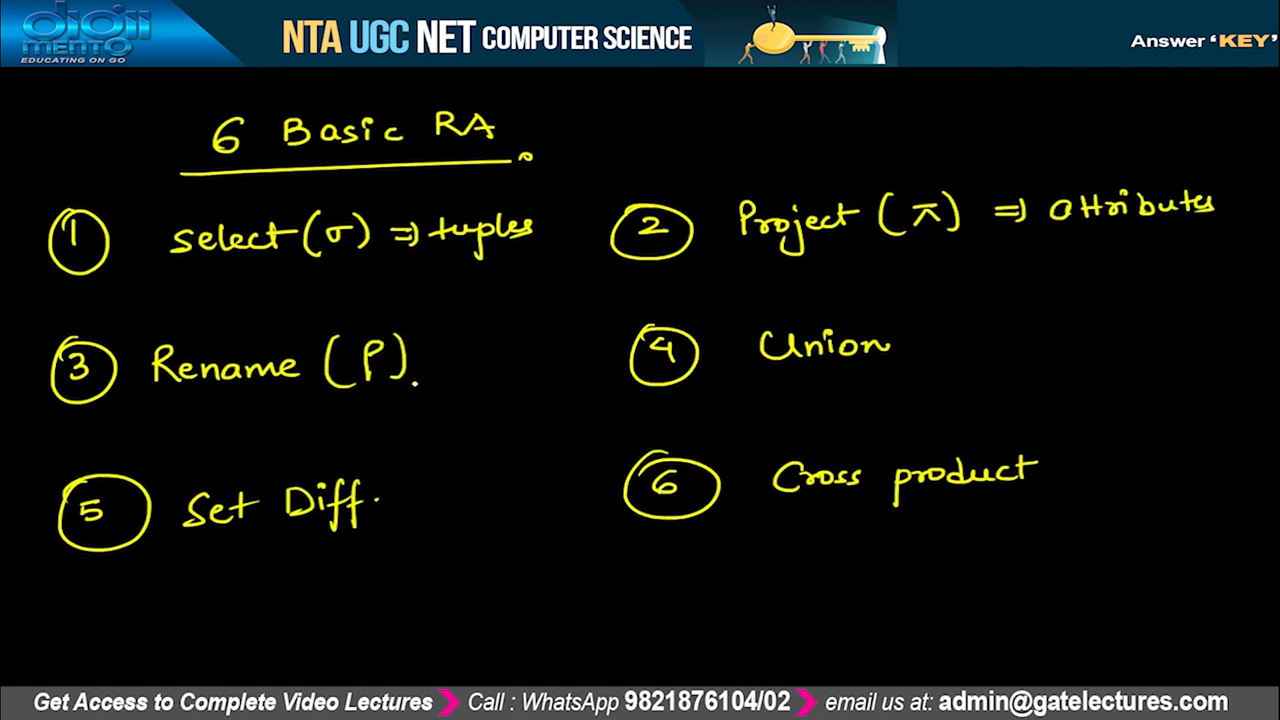 digii
MENTO
EDUCATING ON GO
NTA UGC NET COMPUTER SCIENCE
Answer ‘KEY’
6 Basic RA
1 select (σ) ⇒ tuples
2 Project (π) ⇒ attributes
3 Rename (ρ).
4 Union
5 Set Diff.
6 Cross product
Get Access to Complete Video Lectures Call : WhatsApp 9821876104/02 email us at: admin@gatelectures.com